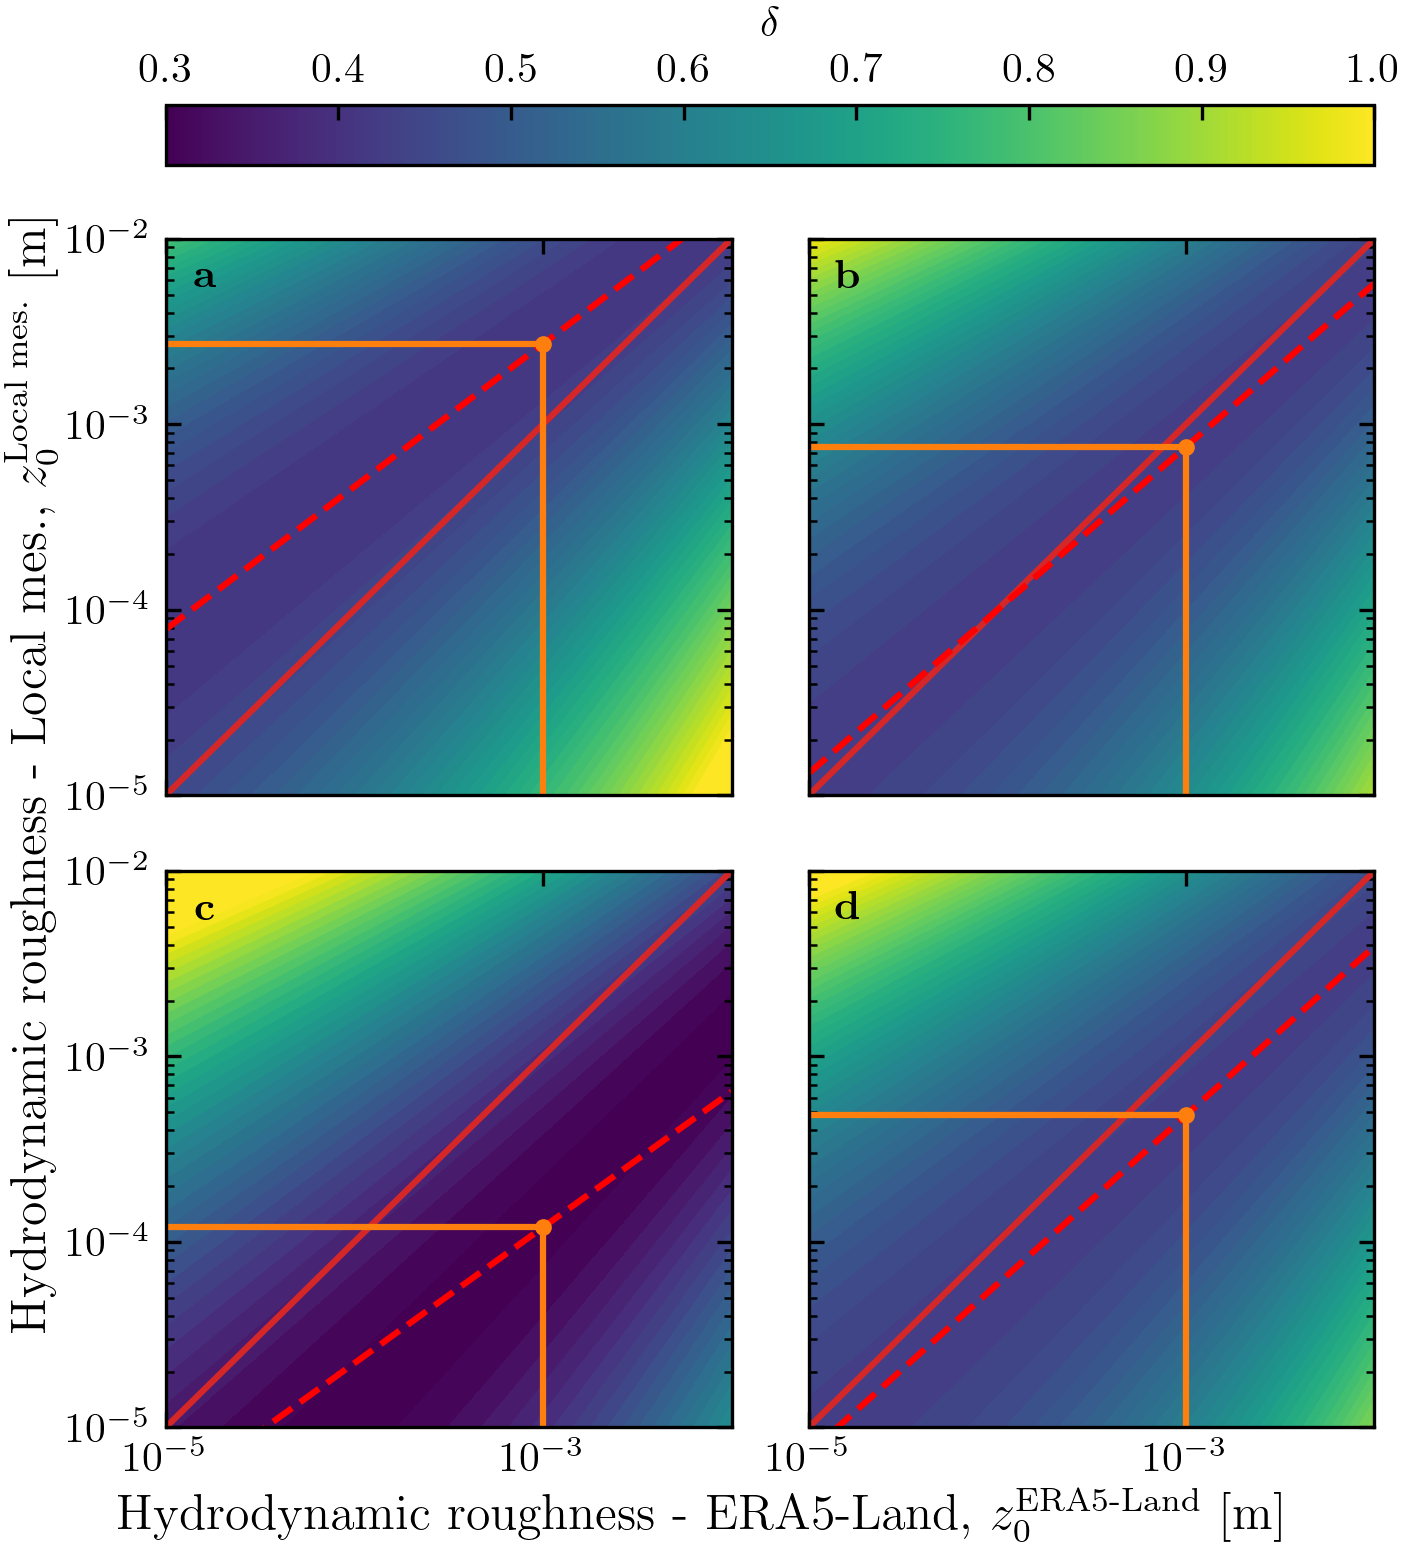 δ
0.3 0.4 0.5 0.6 0.7 0.8 0.9 1.0
Hydrodynamic roughness - Local mes., z₀^Local mes. [m]
a
10⁻²
10⁻³
10⁻⁴
10⁻⁵
b
c
10⁻²
10⁻³
10⁻⁴
10⁻⁵
d
10⁻⁵ 10⁻³ 10⁻⁵ 10⁻³
Hydrodynamic roughness - ERA5-Land, z₀^ERA5-Land [m]